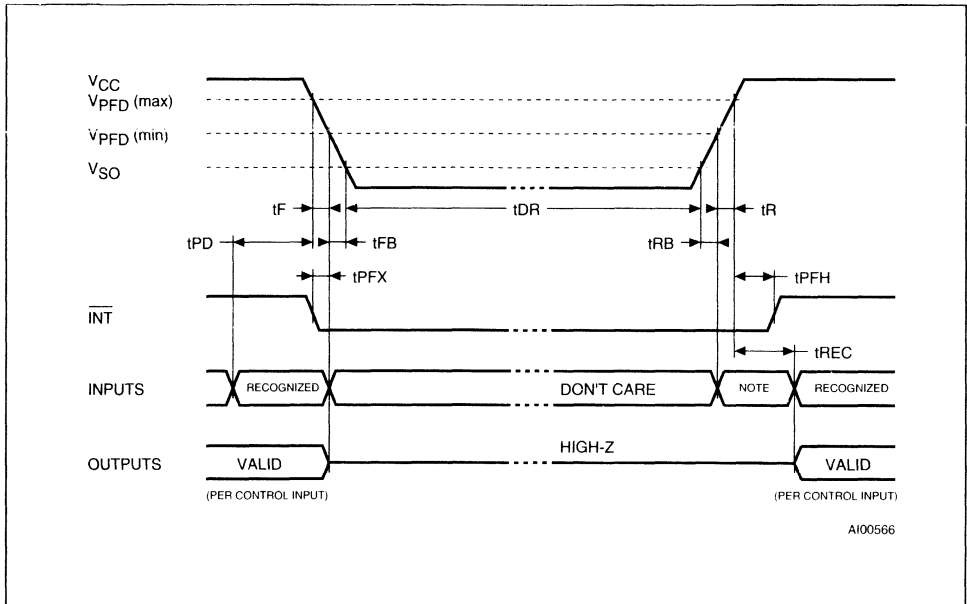 VCC
VPFD (max)
VPFD (min)
VSO
tF
tDR
tR
tPD
tFB
tRB
tPFX
tPFH
INT
tREC
INPUTS
RECOGNIZED
DON'T CARE
NOTE
RECOGNIZED
HIGH-Z
OUTPUTS
VALID
VALID
(PER CONTROL INPUT)
(PER CONTROL INPUT)
AI00566